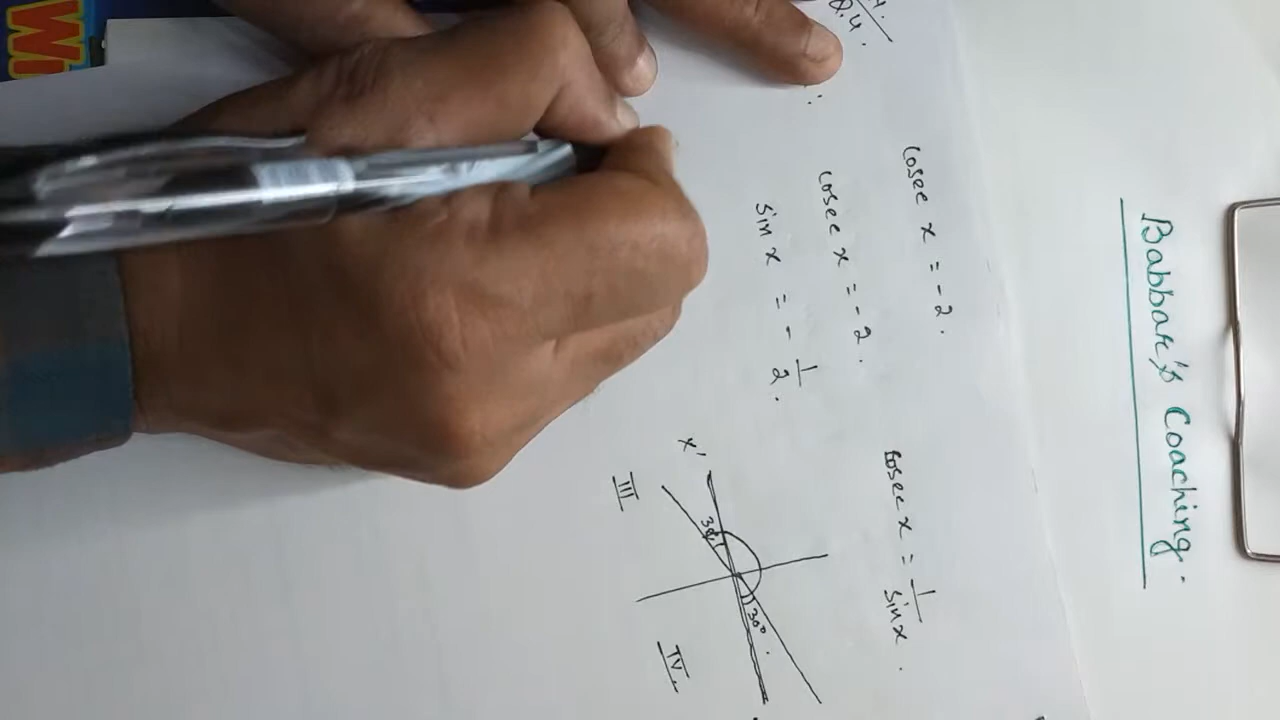 Babbar's Coaching.
Q.4.
cosec x = -2.
cosec x = 1/sin x.
∴ cosec x = -2.
sin x = - 1/2.
X'
30°
30°
III
IV